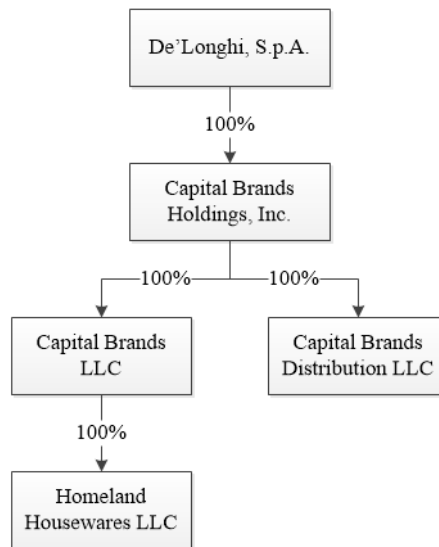 De’Longhi, S.p.A.
100%
Capital Brands
Holdings, Inc.
100%
100%
Capital Brands
LLC
Capital Brands
Distribution LLC
100%
Homeland
Housewares LLC